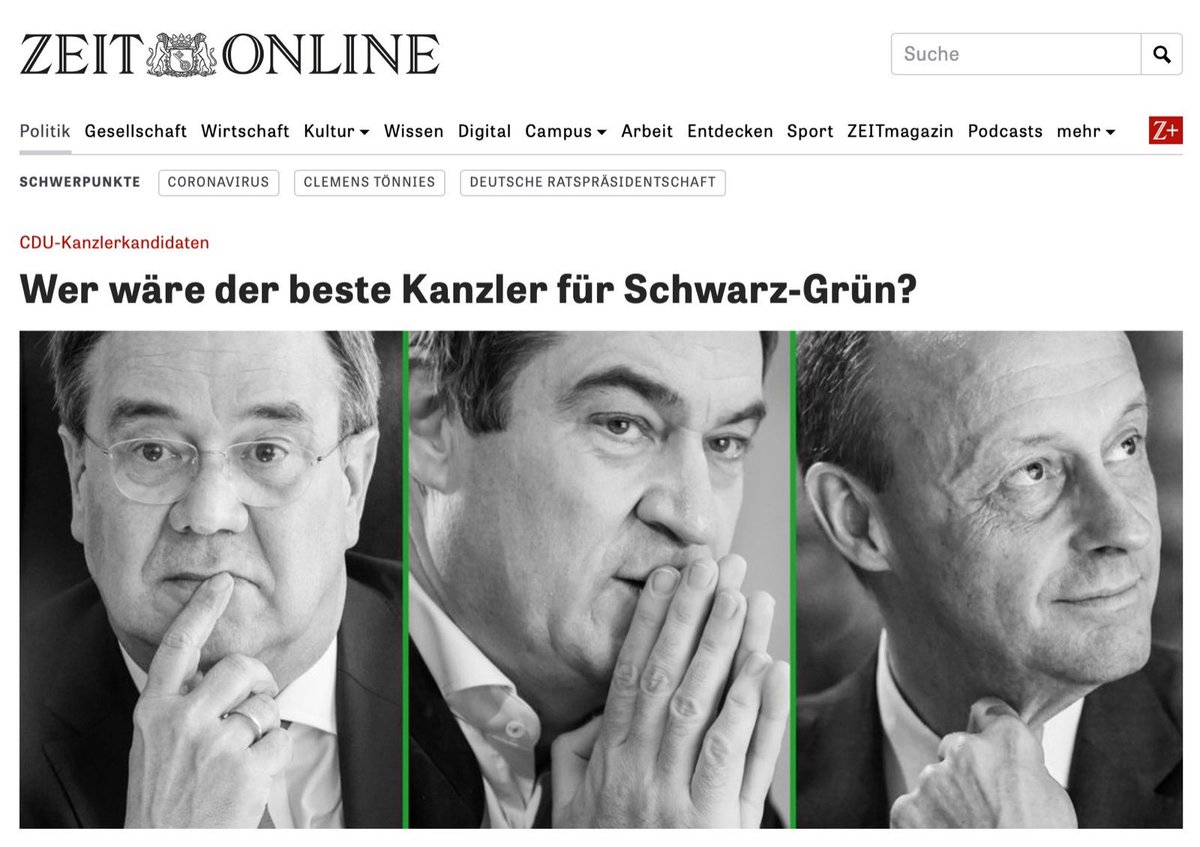 ZEIT ONLINE
Suche
Politik Gesellschaft Wirtschaft Kultur Wissen Digital Campus Arbeit Entdecken Sport ZEITmagazin Podcasts mehr Z+
SCHWERPUNKTE CORONAVIRUS CLEMENS TÖNNIES DEUTSCHE RATSPRÄSIDENTSCHAFT
CDU-Kanzlerkandidaten
Wer wäre der beste Kanzler für Schwarz-Grün?